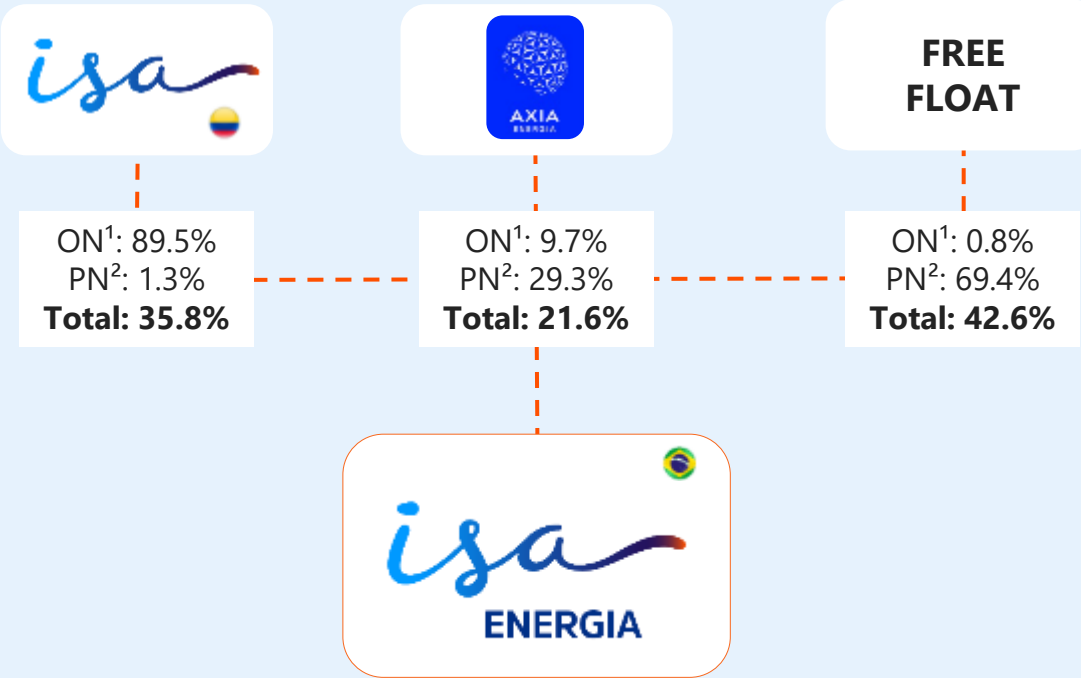 isa
AXIA
ENERGIA
FREE
FLOAT
ON¹: 89.5%
PN²: 1.3%
Total: 35.8%
ON¹: 9.7%
PN²: 29.3%
Total: 21.6%
ON¹: 0.8%
PN²: 69.4%
Total: 42.6%
isa
ENERGIA